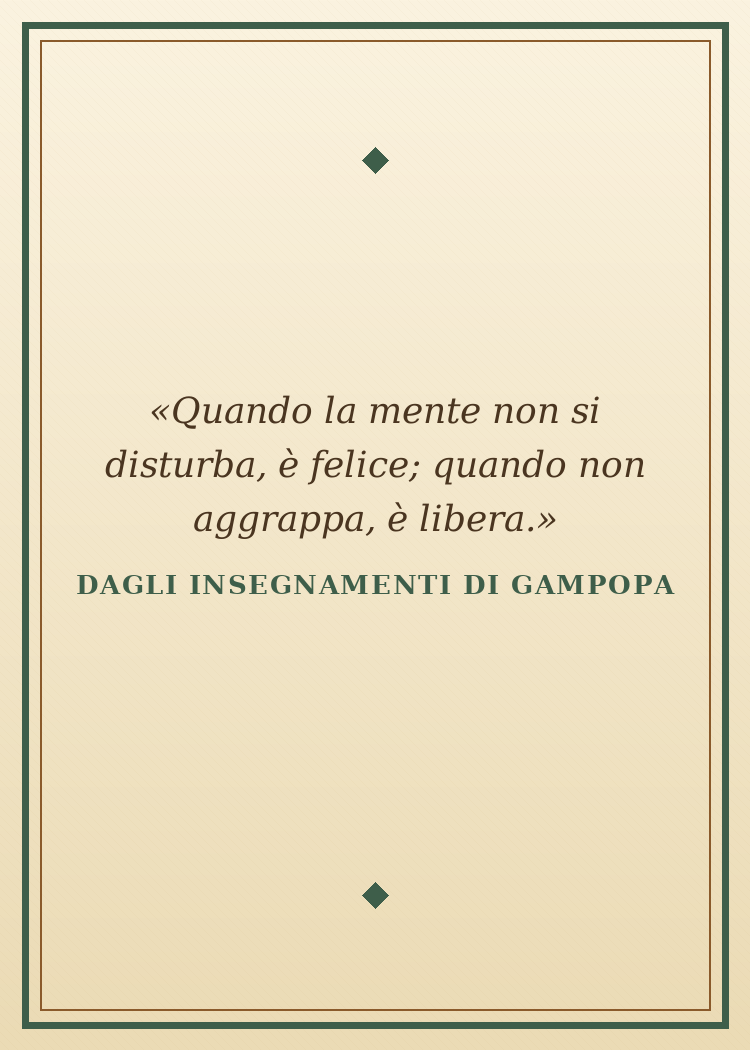 «Quando la mente non si
disturba, è felice; quando non
aggrappa, è libera.»
DAGLI INSEGNAMENTI DI GAMPOPA